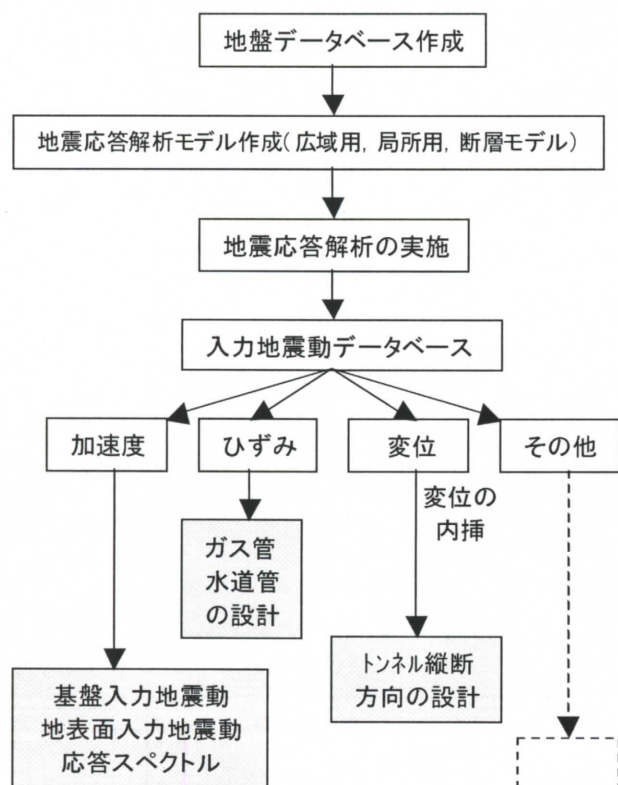 地盤データベース作成
地震応答解析モデル作成(広域用, 局所用, 断層モデル)
地震応答解析の実施
入力地震動データベース
加速度
ひずみ
変位
その他
変位の
内挿
ガス管
水道管
の設計
トンネル縦断
方向の設計
基盤入力地震動
地表面入力地震動
応答スペクトル